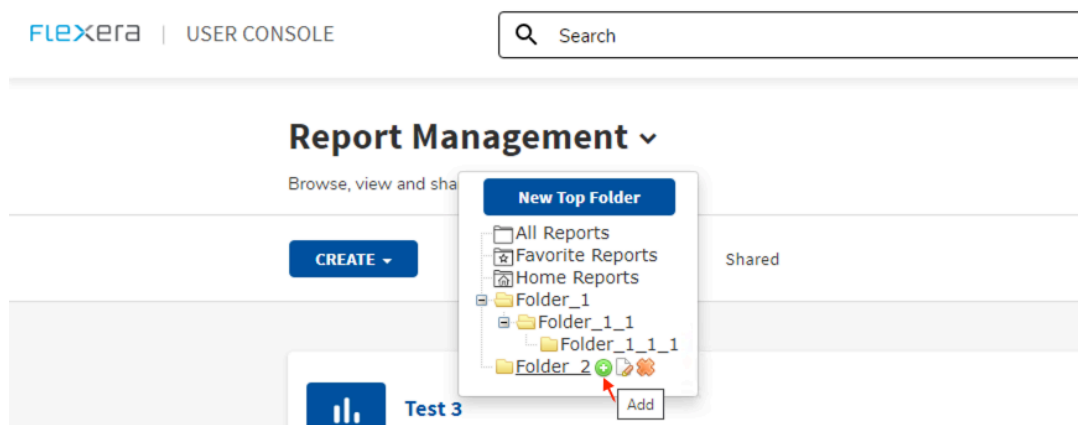 Flexera | USER CONSOLE
Search
Report Management
Browse, view and sha
New Top Folder
All Reports
Favorite Reports
Home Reports
Folder_1
Folder_1_1
Folder_1_1_1
Folder_2
Add
CREATE
Shared
Test 3